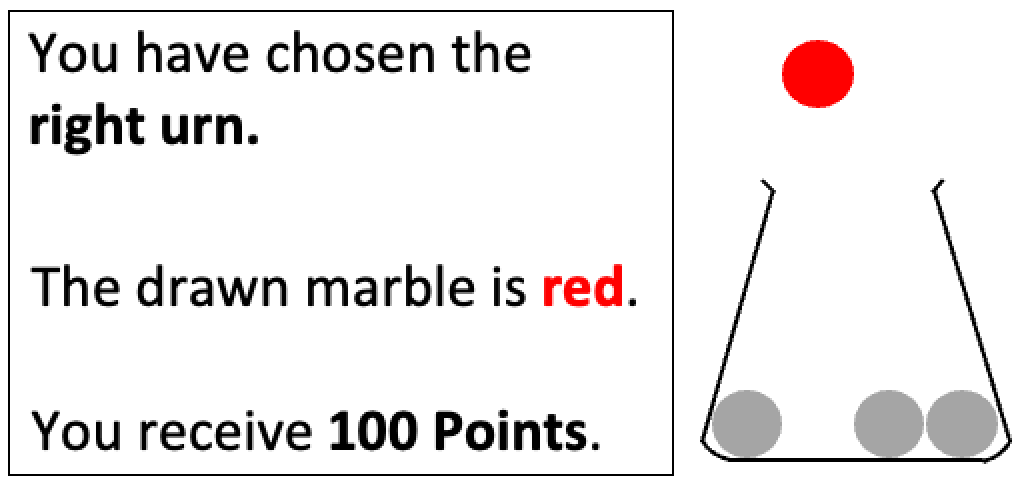 You have chosen the
right urn.
The drawn marble is red.
You receive 100 Points.